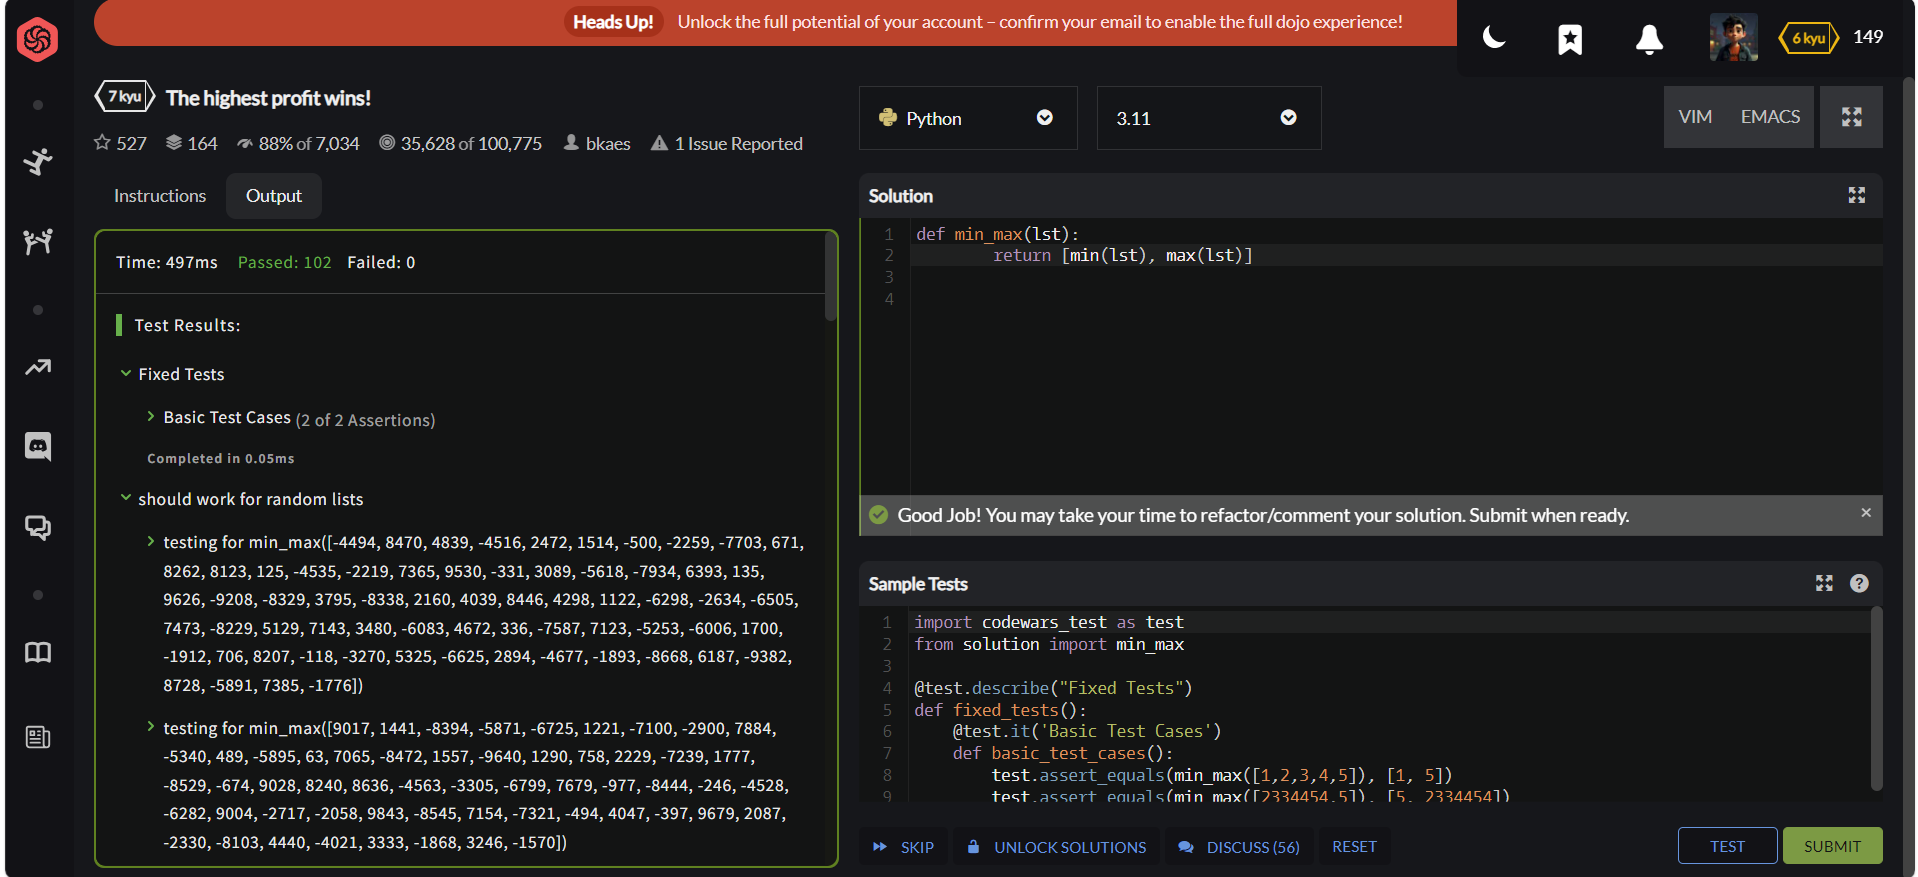 Heads Up! Unlock the full potential of your account – confirm your email to enable the full dojo experience!
6 kyu 149
7 kyu The highest profit wins!
527 164 88% of 7,034 35,628 of 100,775 bkaes 1 Issue Reported
Instructions Output
Time: 497ms Passed: 102 Failed: 0
Test Results:
Fixed Tests
Basic Test Cases (2 of 2 Assertions)
Completed in 0.05ms
should work for random lists
testing for min_max([-4494, 8470, 4839, -4516, 2472, 1514, -500, -2259, -7703, 671,
8262, 8123, 125, -4535, -2219, 7365, 9530, -331, 3089, -5618, -7934, 6393, 135,
9626, -9208, -8329, 3795, -8338, 2160, 4039, 8446, 4298, 1122, -6298, -2634, -6505,
7473, -8229, 5129, 7143, 3480, -6083, 4672, 336, -7587, 7123, -5253, -6006, 1700,
-1912, 706, 8207, -118, -3270, 5325, -6625, 2894, -4677, -1893, -8668, 6187, -9382,
8728, -5891, 7385, -1776])
testing for min_max([9017, 1441, -8394, -5871, -6725, 1221, -7100, -2900, 7884,
-5340, 489, -5895, 63, 7065, -8472, 1557, -9640, 1290, 758, 2229, -7239, 1777,
-8529, -674, 9028, 8240, 8636, -4563, -3305, -6799, 7679, -977, -8444, -246, -4528,
-6282, 9004, -2717, -2058, 9843, -8545, 7154, -7321, -494, 4047, -397, 9679, 2087,
-2330, -8103, 4440, -4021, 3333, -1868, 3246, -1570])
Python 3.11 VIM EMACS
Solution
1 def min_max(lst):
2 return [min(lst), max(lst)]
3
4
Good Job! You may take your time to refactor/comment your solution. Submit when ready. ×
Sample Tests ?
1 import codewars_test as test
2 from solution import min_max
3
4 @test.describe("Fixed Tests")
5 def fixed_tests():
6 @test.it('Basic Test Cases')
7 def basic_test_cases():
8 test.assert_equals(min_max([1,2,3,4,5]), [1, 5])
9 test.assert_equals(min_max([2334454,5]), [5, 2334454])
SKIP UNLOCK SOLUTIONS DISCUSS (56) RESET TEST SUBMIT